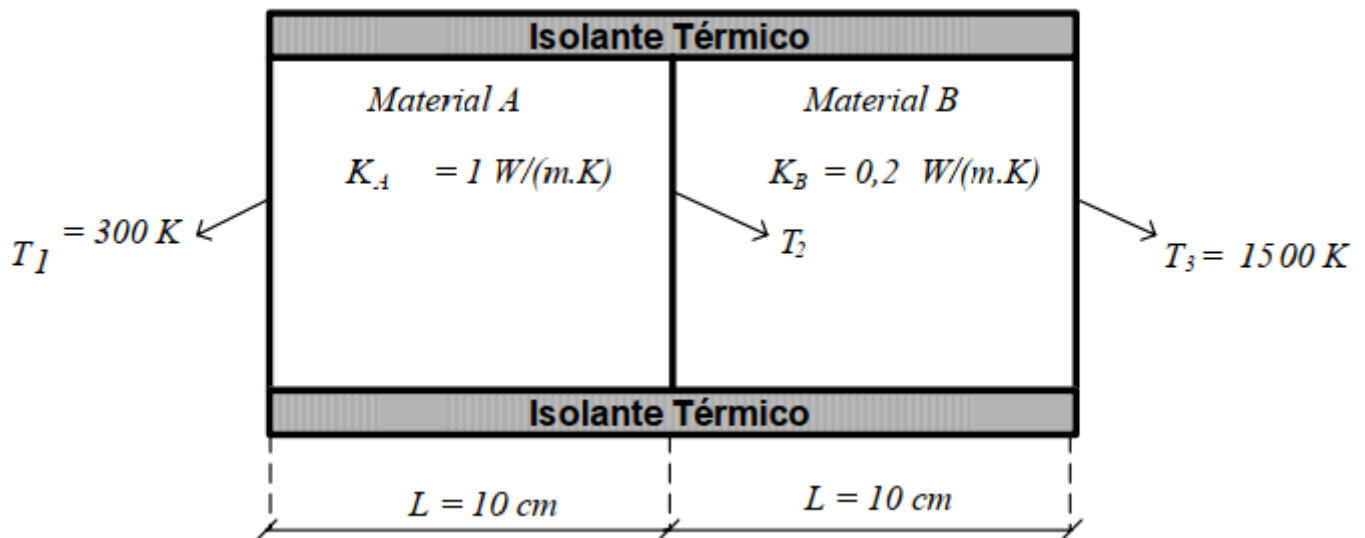 Isolante Térmico
Material A
Material B
K_A = 1 W/(m.K)
K_B = 0,2 W/(m.K)
T_1 = 300 K
T_2
T_3 = 1500 K
Isolante Térmico
L = 10 cm
L = 10 cm